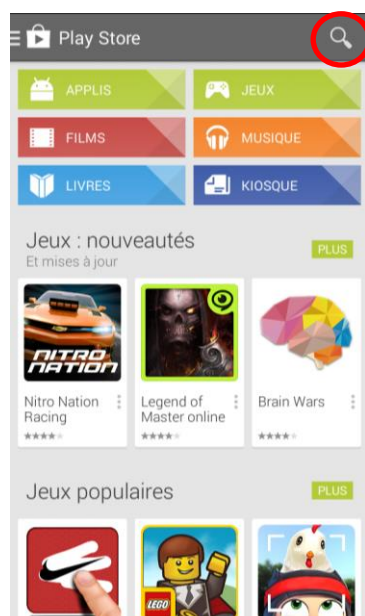 Play Store
APPLIS
JEUX
FILMS
MUSIQUE
LIVRES
KIOSQUE
Jeux : nouveautés
PLUS
Et mises à jour
NITRO
NATION
Nitro Nation
Racing
Legend of
Master online
Brain Wars
Jeux populaires
PLUS
LEGO